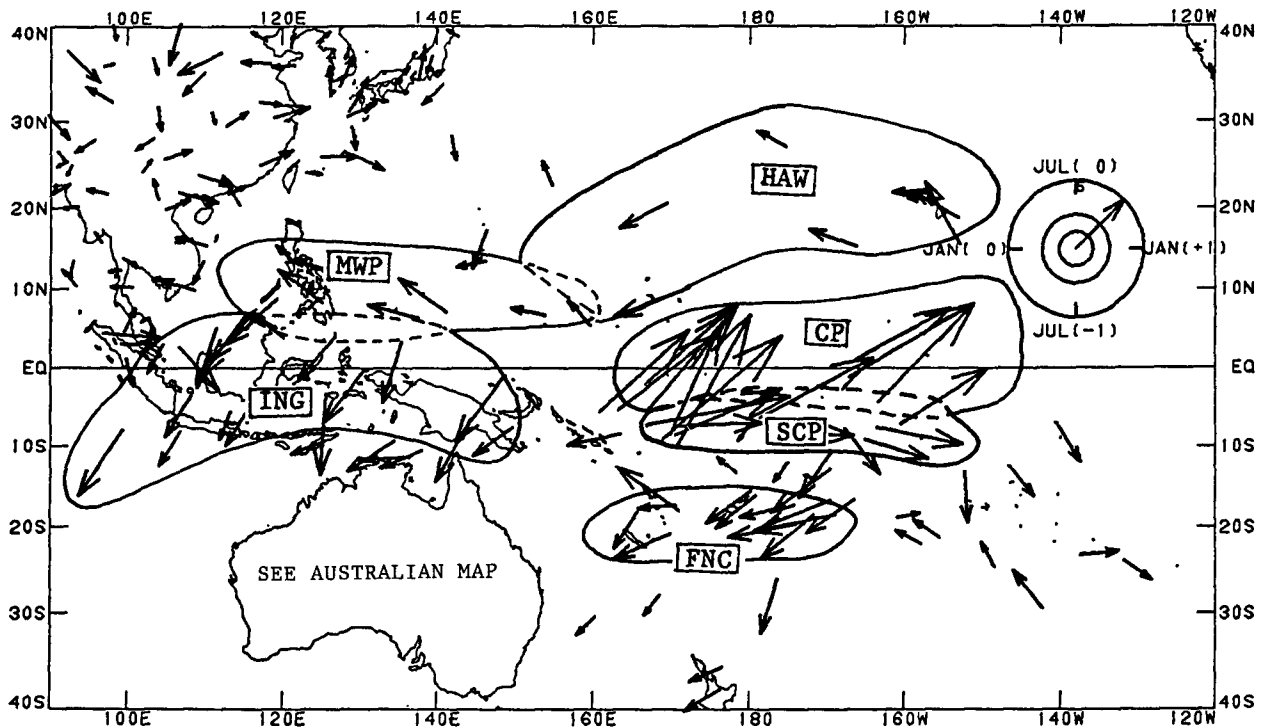 100E 120E 140E 160E 180 160W 140W 120W
40N 40N
30N 30N
HAW
JUL( 0)
20N 20N
JAN( 0) JAN(+1)
MWP
10N 10N
JUL(-1)
CP
EQ EQ
ING
SCP
10S 10S
20S 20S
FNC
SEE AUSTRALIAN MAP
30S 30S
40S 40S
100E 120E 140E 160E 180 160W 140W 120W